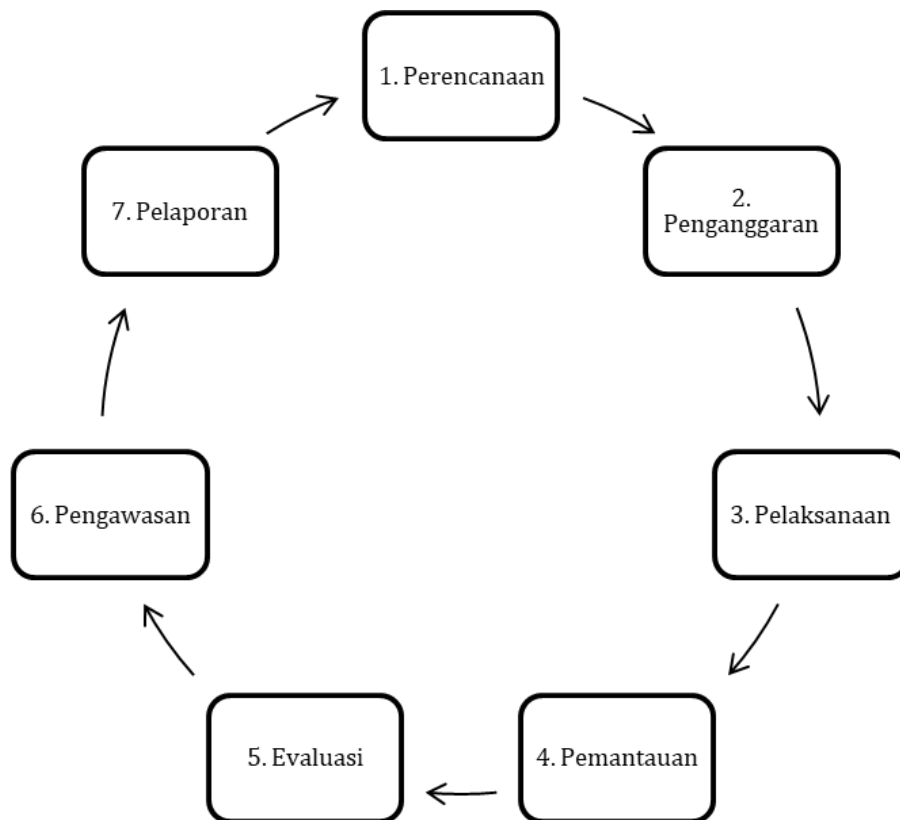 1. Perencanaan
2.
Penganggaran
3. Pelaksanaan
4. Pemantauan
5. Evaluasi
6. Pengawasan
7. Pelaporan